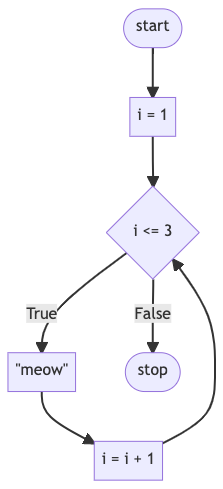 start
i = 1
i <= 3
True
False
"meow"
stop
i = i + 1